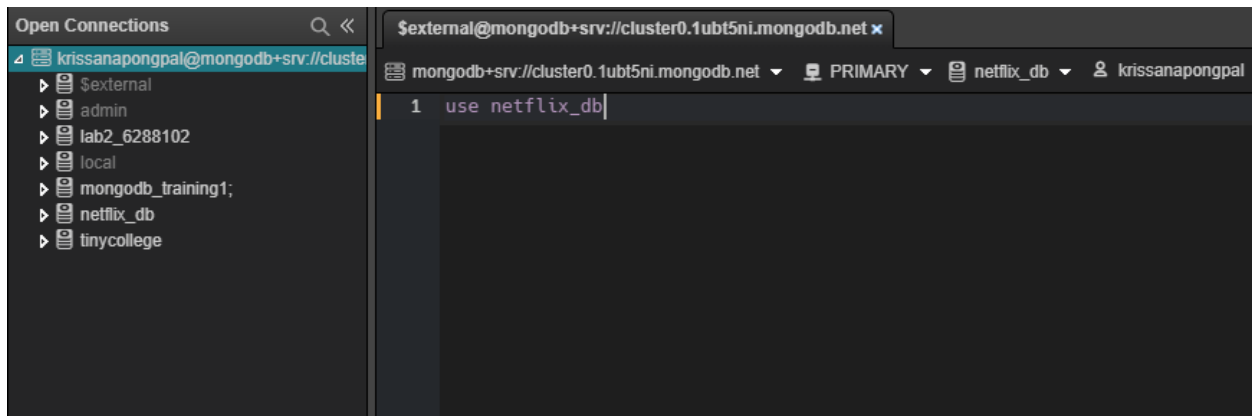 Open Connections
krissanapongpal@mongodb+srv://cluste
$external
admin
lab2_6288102
local
mongodb_training1;
netflix_db
tinycollege
$external@mongodb+srv://cluster0.1ubt5ni.mongodb.net x
mongodb+srv://cluster0.1ubt5ni.mongodb.net PRIMARY netflix_db krissanapongpal
1 use netflix_db